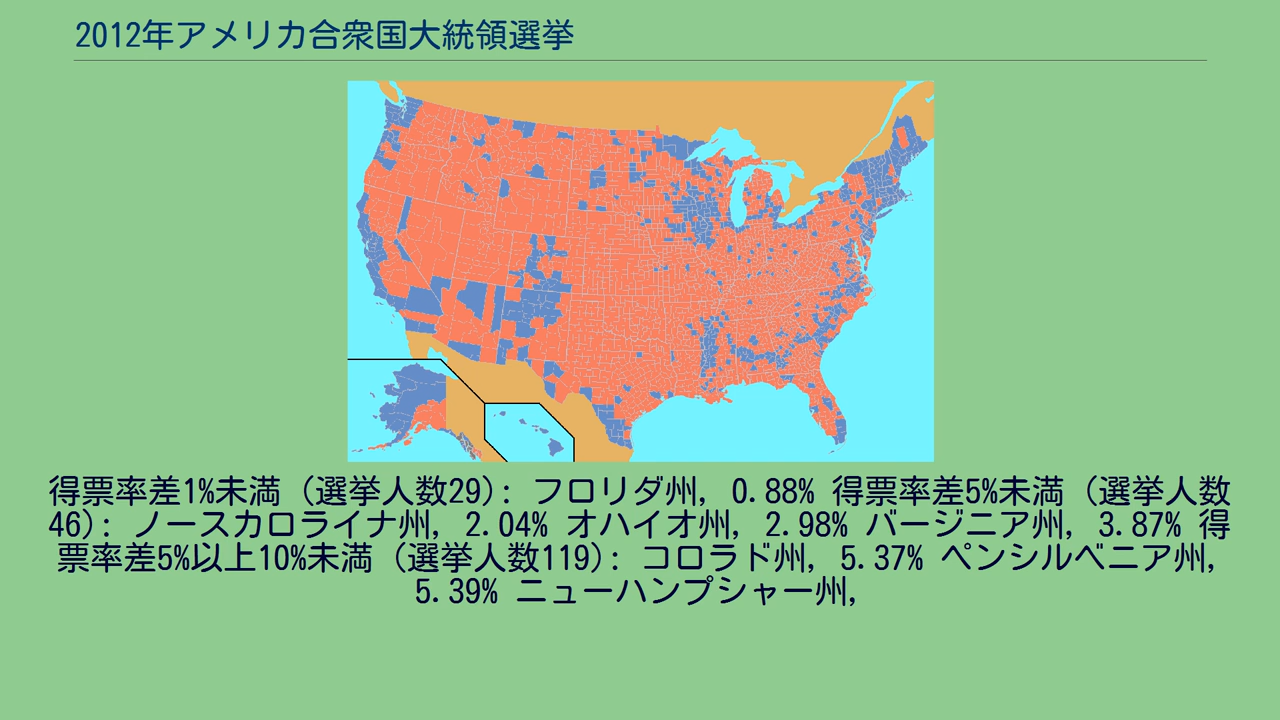 2012年アメリカ合衆国大統領選挙
得票率差1%未満 (選挙人数29): フロリダ州, 0.88% 得票率差5%未満 (選挙人数
46): ノースカロライナ州, 2.04% オハイオ州, 2.98% バージニア州, 3.87% 得
票率差5%以上10%未満 (選挙人数119): コロラド州, 5.37% ペンシルベニア州,
5.39% ニューハンプシャー州,